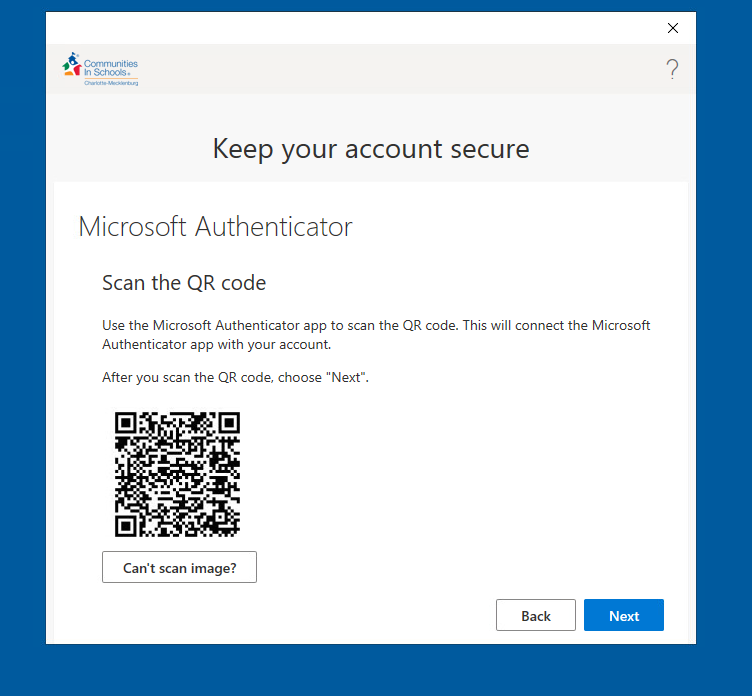 Communities
In Schools®
Charlotte-Mecklenburg
?
Keep your account secure
Microsoft Authenticator
Scan the QR code
Use the Microsoft Authenticator app to scan the QR code. This will connect the Microsoft
Authenticator app with your account.
After you scan the QR code, choose "Next".
Can't scan image?
Back
Next